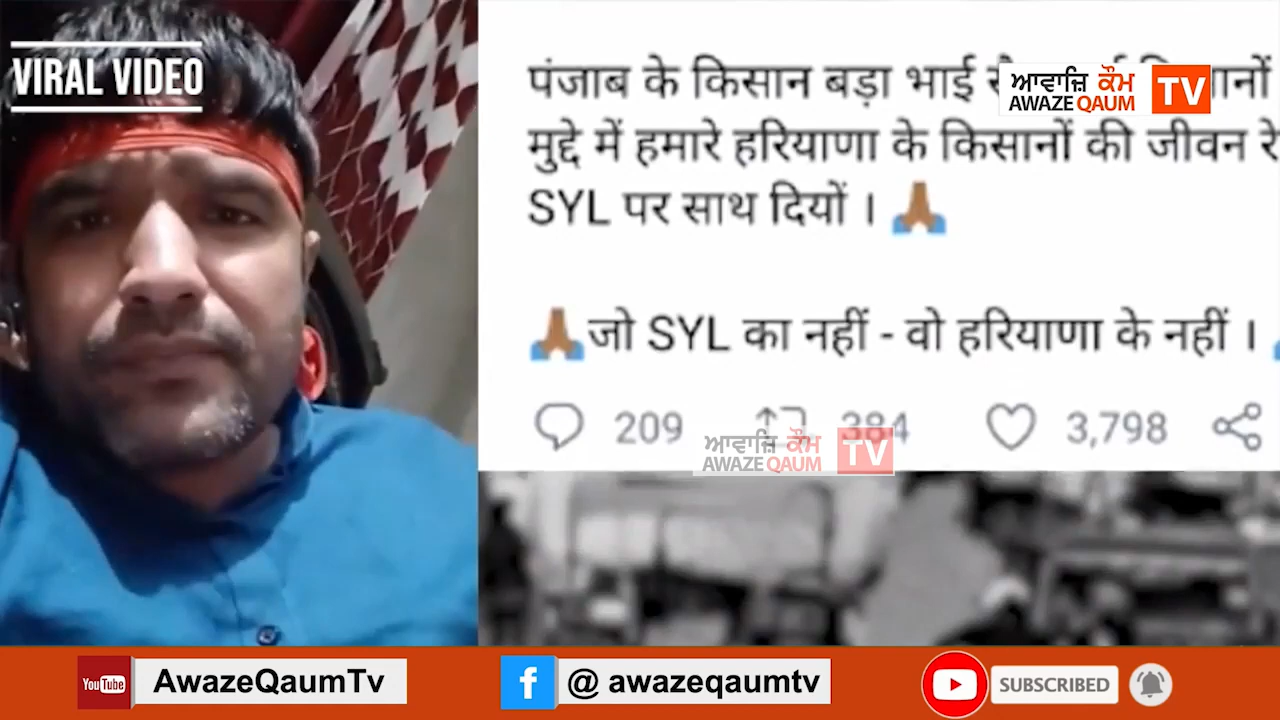 VIRAL VIDEO
पंजाब के किसान बड़ा भाई
मुद्दे में हमारे हरियाणा के किसानों की जीवन रे
SYL पर साथ दियों । 🙏🏾
🙏🏾जो SYL का नहीं - वो हरियाणा के नहीं ।
209 384 3,798
ਆਵਾਜ਼ਿ ਕੌਮ
AWAZE QAUM TV
ਆਵਾਜ਼ਿ ਕੌਮ
AWAZE QAUM TV
YouTube AwazeQaumTv
f @ awazeqaumtv
SUBSCRIBED